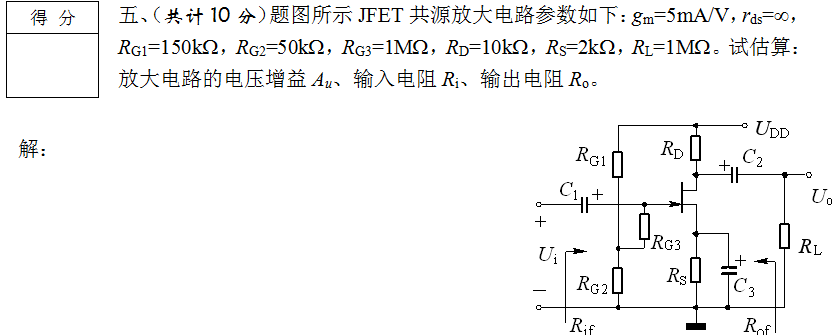 得 分
五、（共计10分）题图所示 JFET 共源放大电路参数如下：gm=5mA/V，rds=∞，
RG1=150kΩ，RG2=50kΩ，RG3=1MΩ，RD=10kΩ，RS=2kΩ，RL=1MΩ。试估算：
放大电路的电压增益 Au、输入电阻 Ri、输出电阻 Ro。
解：
UDD
RG1
RD
C2
C1
Uo
Ui
RG3
RL
RG2
RS
C3
Rif
Rof